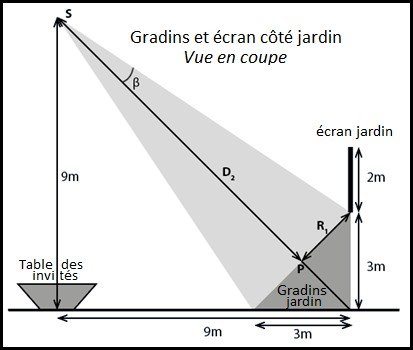 Gradins et écran côté jardin
Vue en coupe
S
β
écran jardin
9m
D₂
2m
R₁
3m
P
Table des
invités
Gradins
jardin
9m
3m